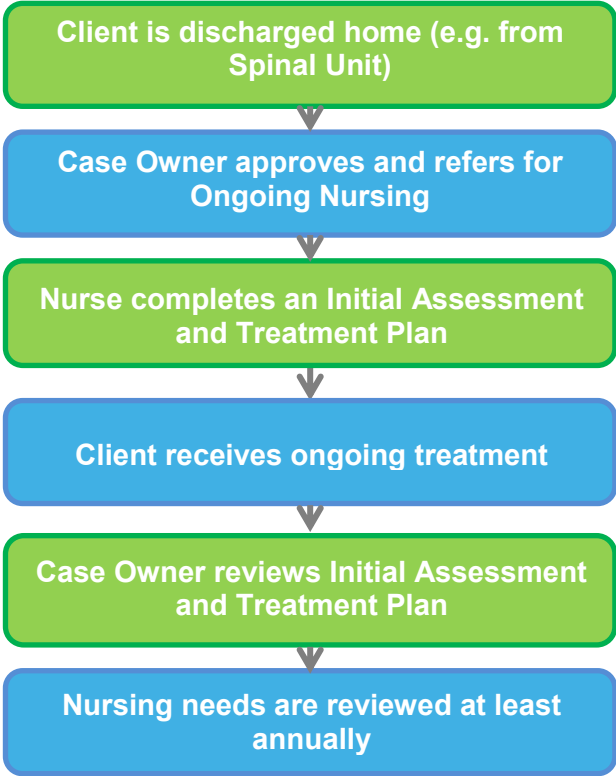 Client is discharged home (e.g. from
Spinal Unit)
Case Owner approves and refers for
Ongoing Nursing
Nurse completes an Initial Assessment
and Treatment Plan
Client receives ongoing treatment
Case Owner reviews Initial Assessment
and Treatment Plan
Nursing needs are reviewed at least
annually